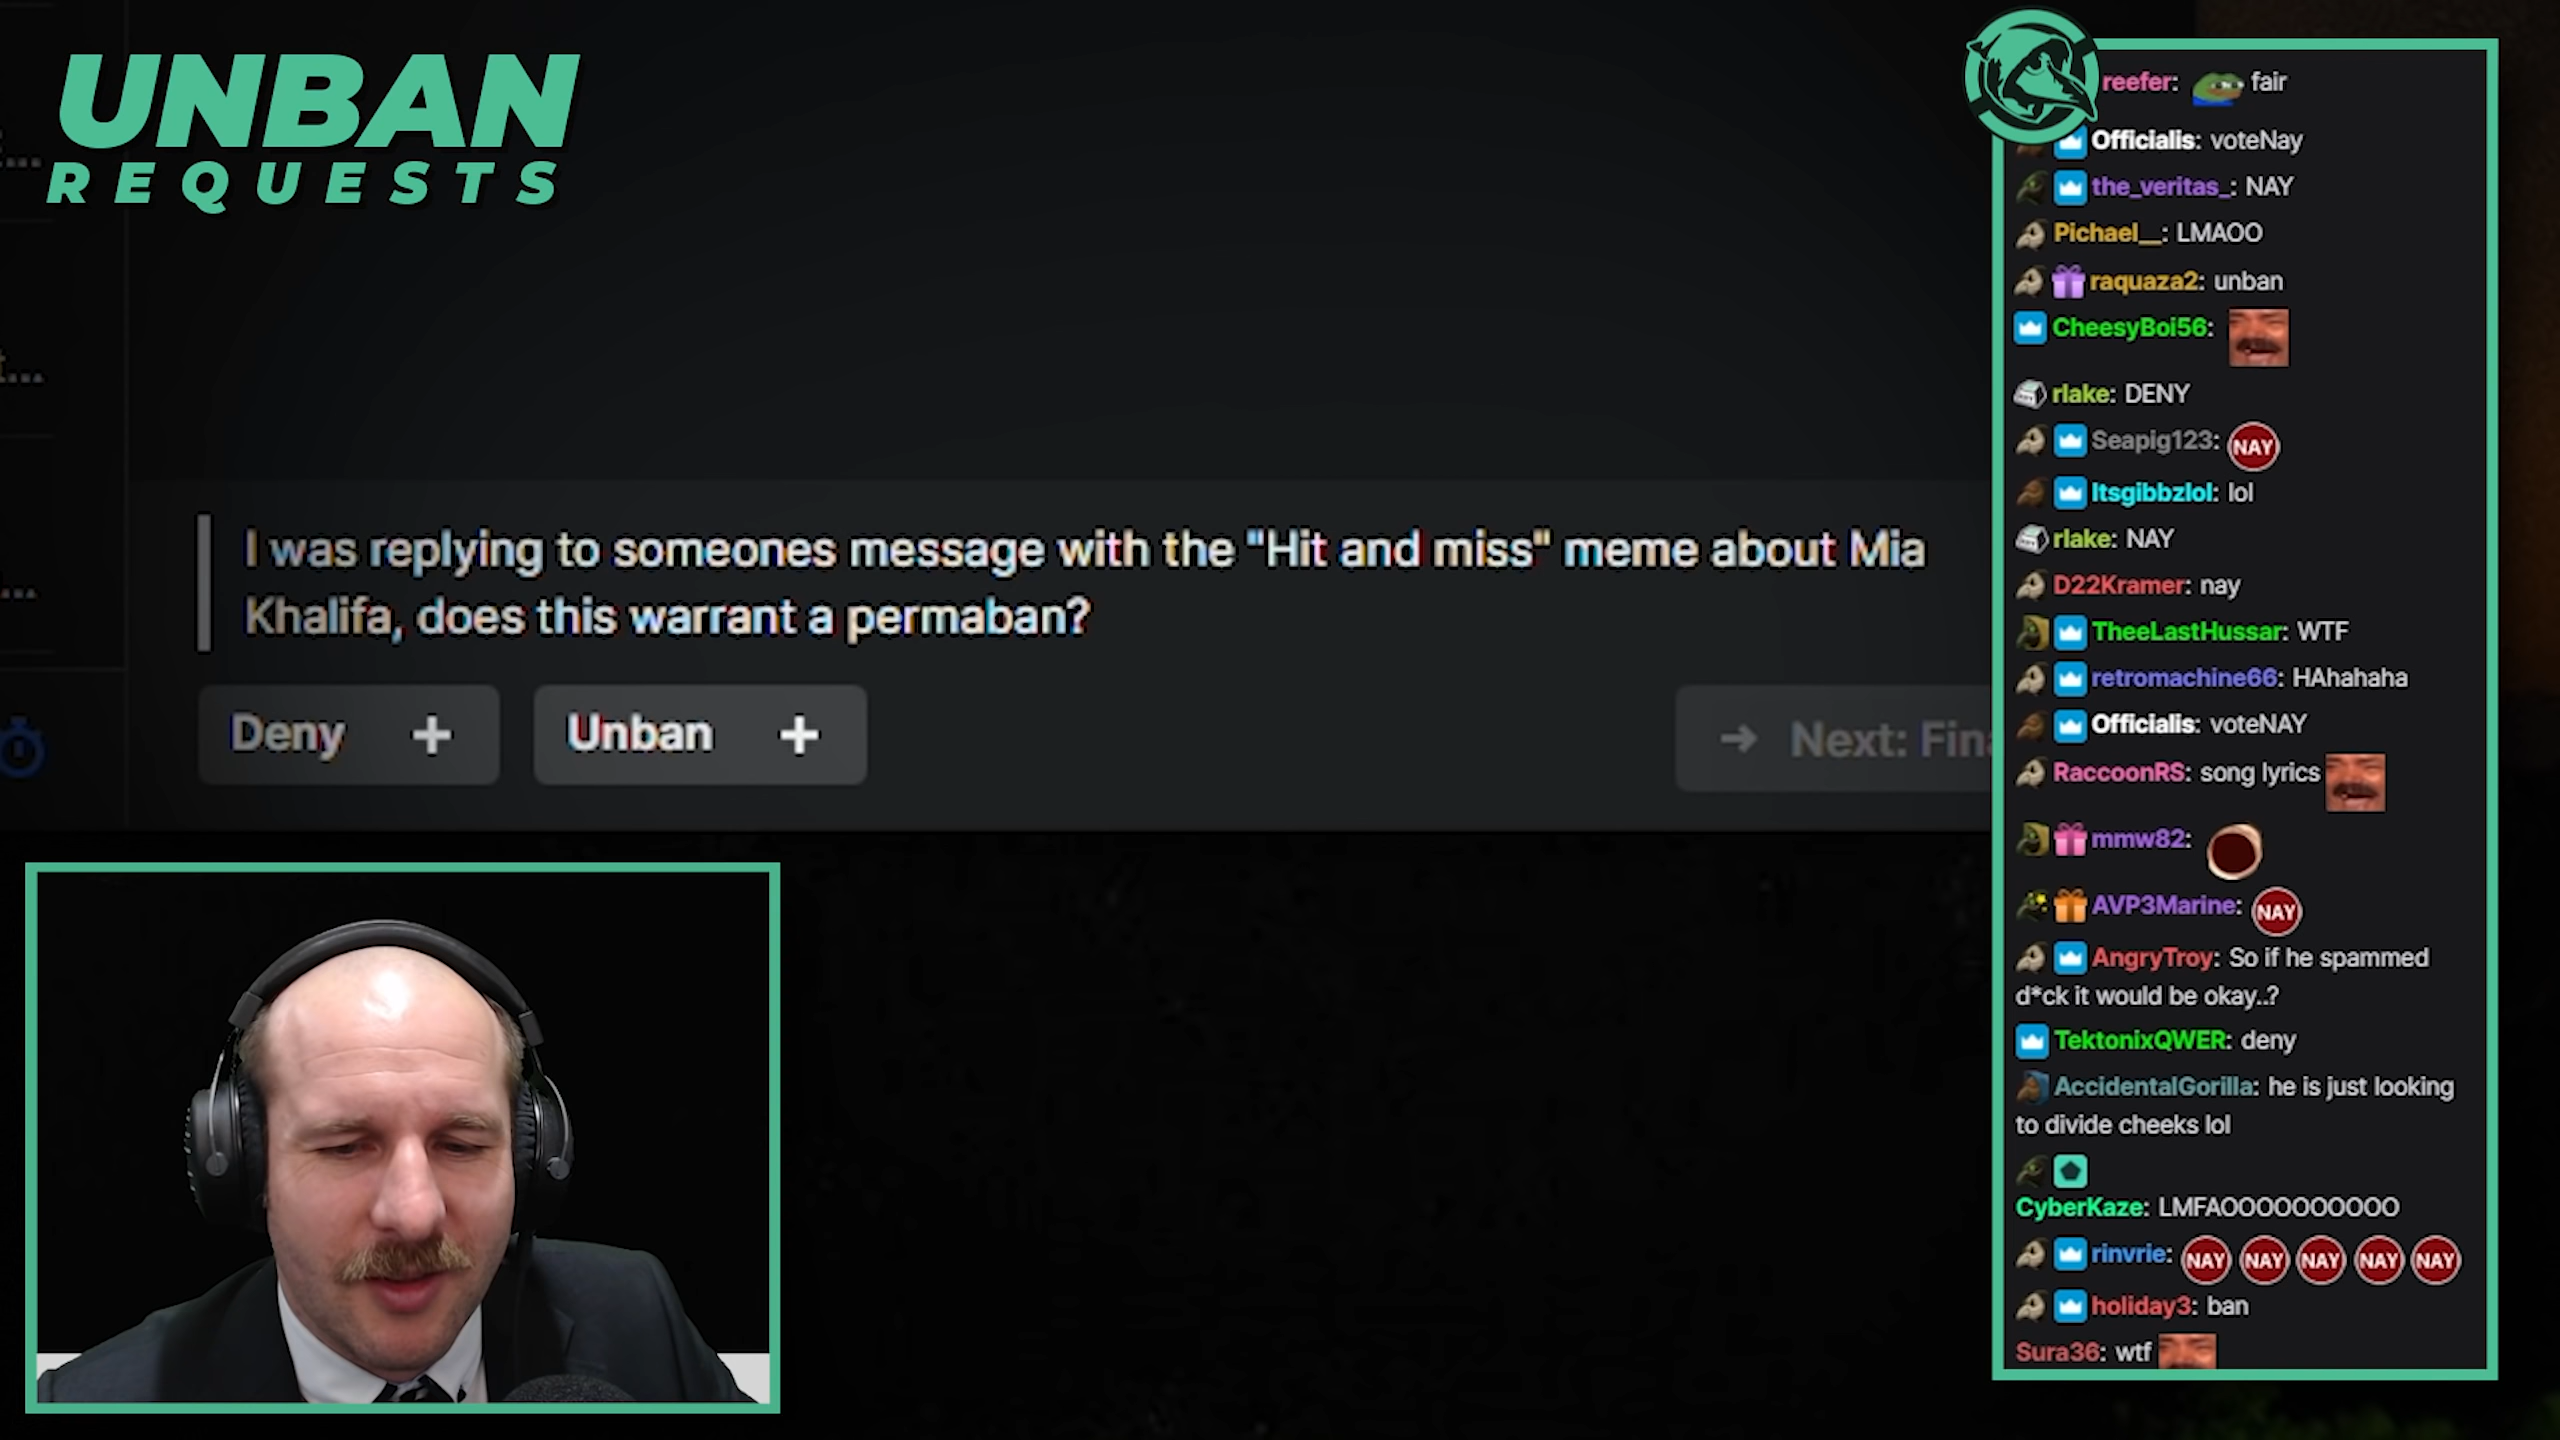 UNBAN
REQUESTS
I was replying to someones message with the "Hit and miss" meme about Mia
Khalifa, does this warrant a permaban?
Deny +
Unban +
→ Next: Fin
reefer: fair
Officialis: voteNay
the_veritas_: NAY
Pichael__: LMAOO
raquaza2: unban
CheesyBoi56:
rlake: DENY
Seapig123: NAY
Itsgibbzlol: lol
rlake: NAY
D22Kramer: nay
TheeLastHussar: WTF
retromachine66: HAhahaha
Officialis: voteNAY
RaccoonRS: song lyrics
mmw82:
AVP3Marine: NAY
AngryTroy: So if he spammed
d*ck it would be okay..?
TektonixQWER: deny
AccidentalGorilla: he is just looking
to divide cheeks lol
CyberKaze: LMFAOOOOOOOOOO
rinvrie: NAY NAY NAY NAY NAY
holiday3: ban
Sura36: wtf